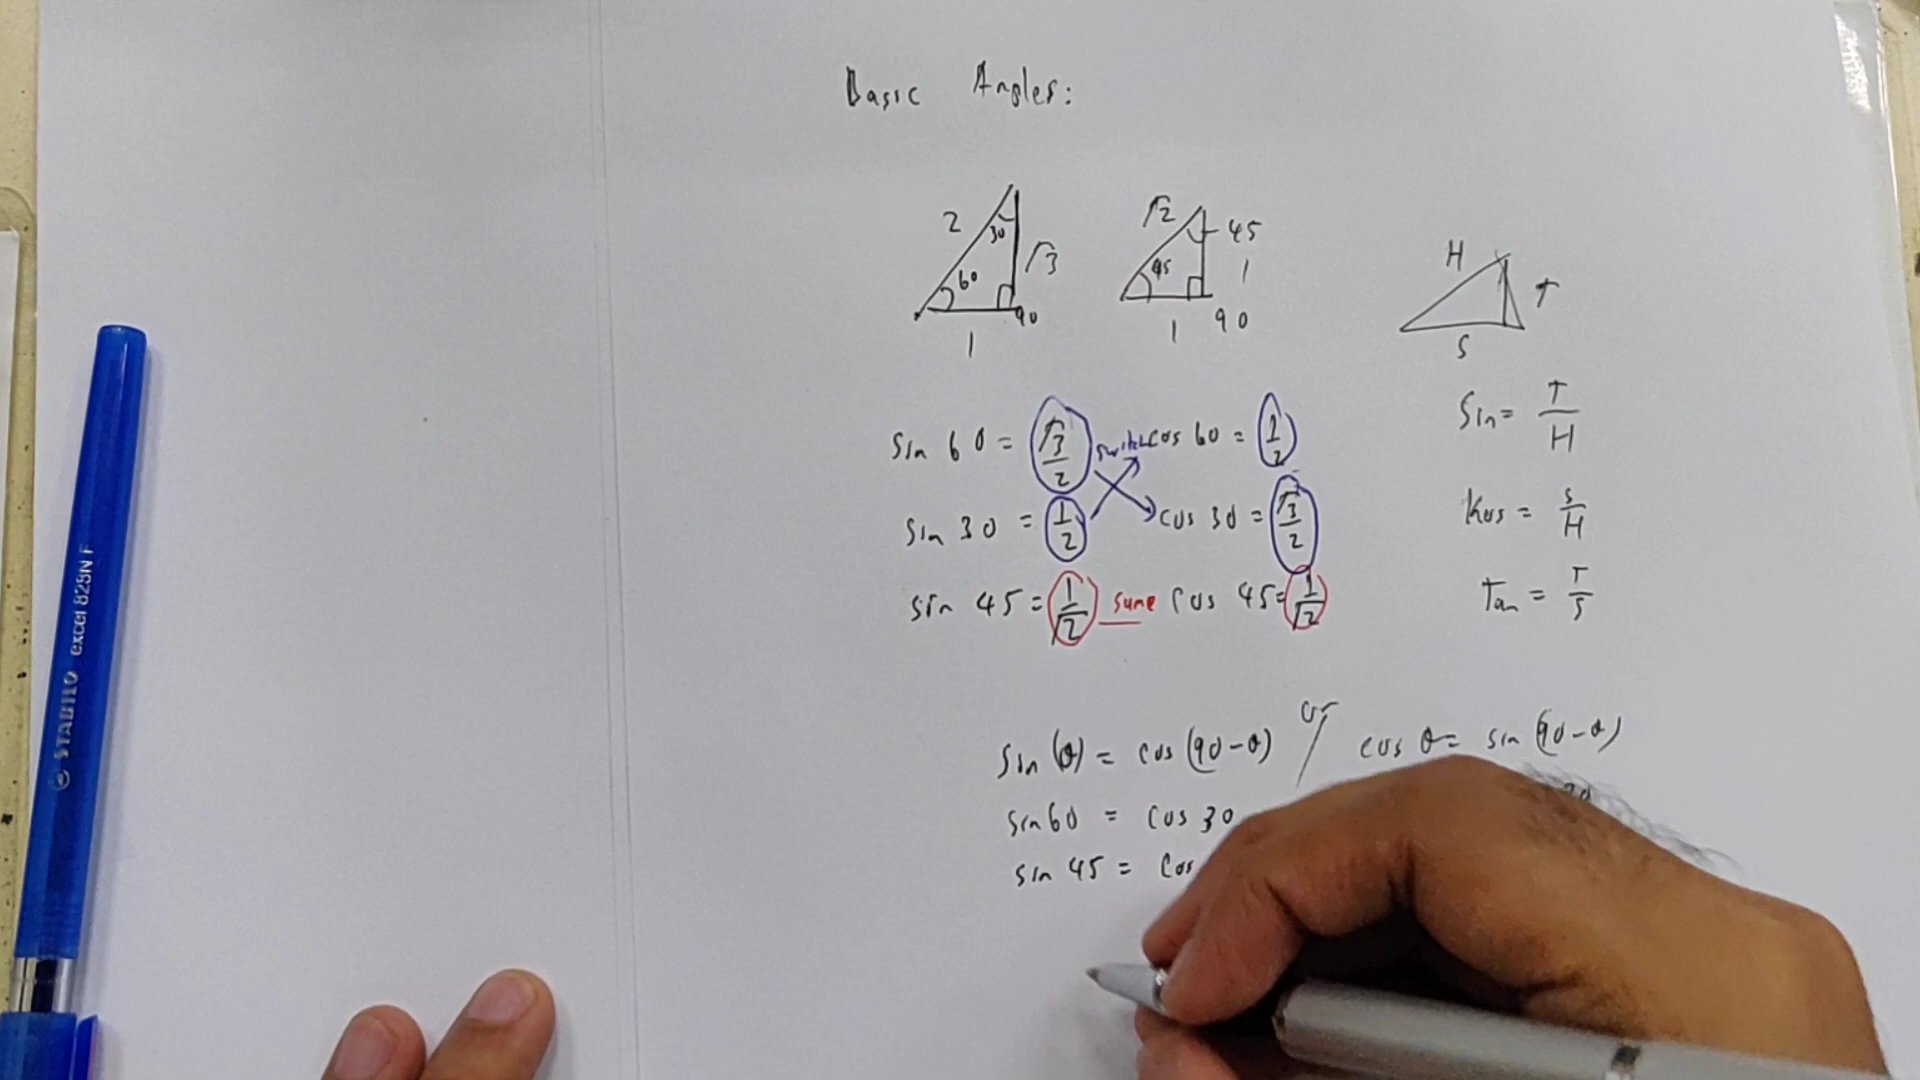 Basic Angles:
2 30 √3 60 90 1
√2 45 45 1 1 90
H T S
Sin = T/H
sin 60 = √3/2 switch cos 60 = 1/2
sin 30 = 1/2 cos 30 = √3/2
Kos = S/H
sin 45 = 1/√2 same cos 45 = 1/√2
Tan = T/S
sin (θ) = cos (90-θ) or cos θ = sin (90-θ)
sin 60 = cos 30
sin 45 = cos
STABILO excel 828N F